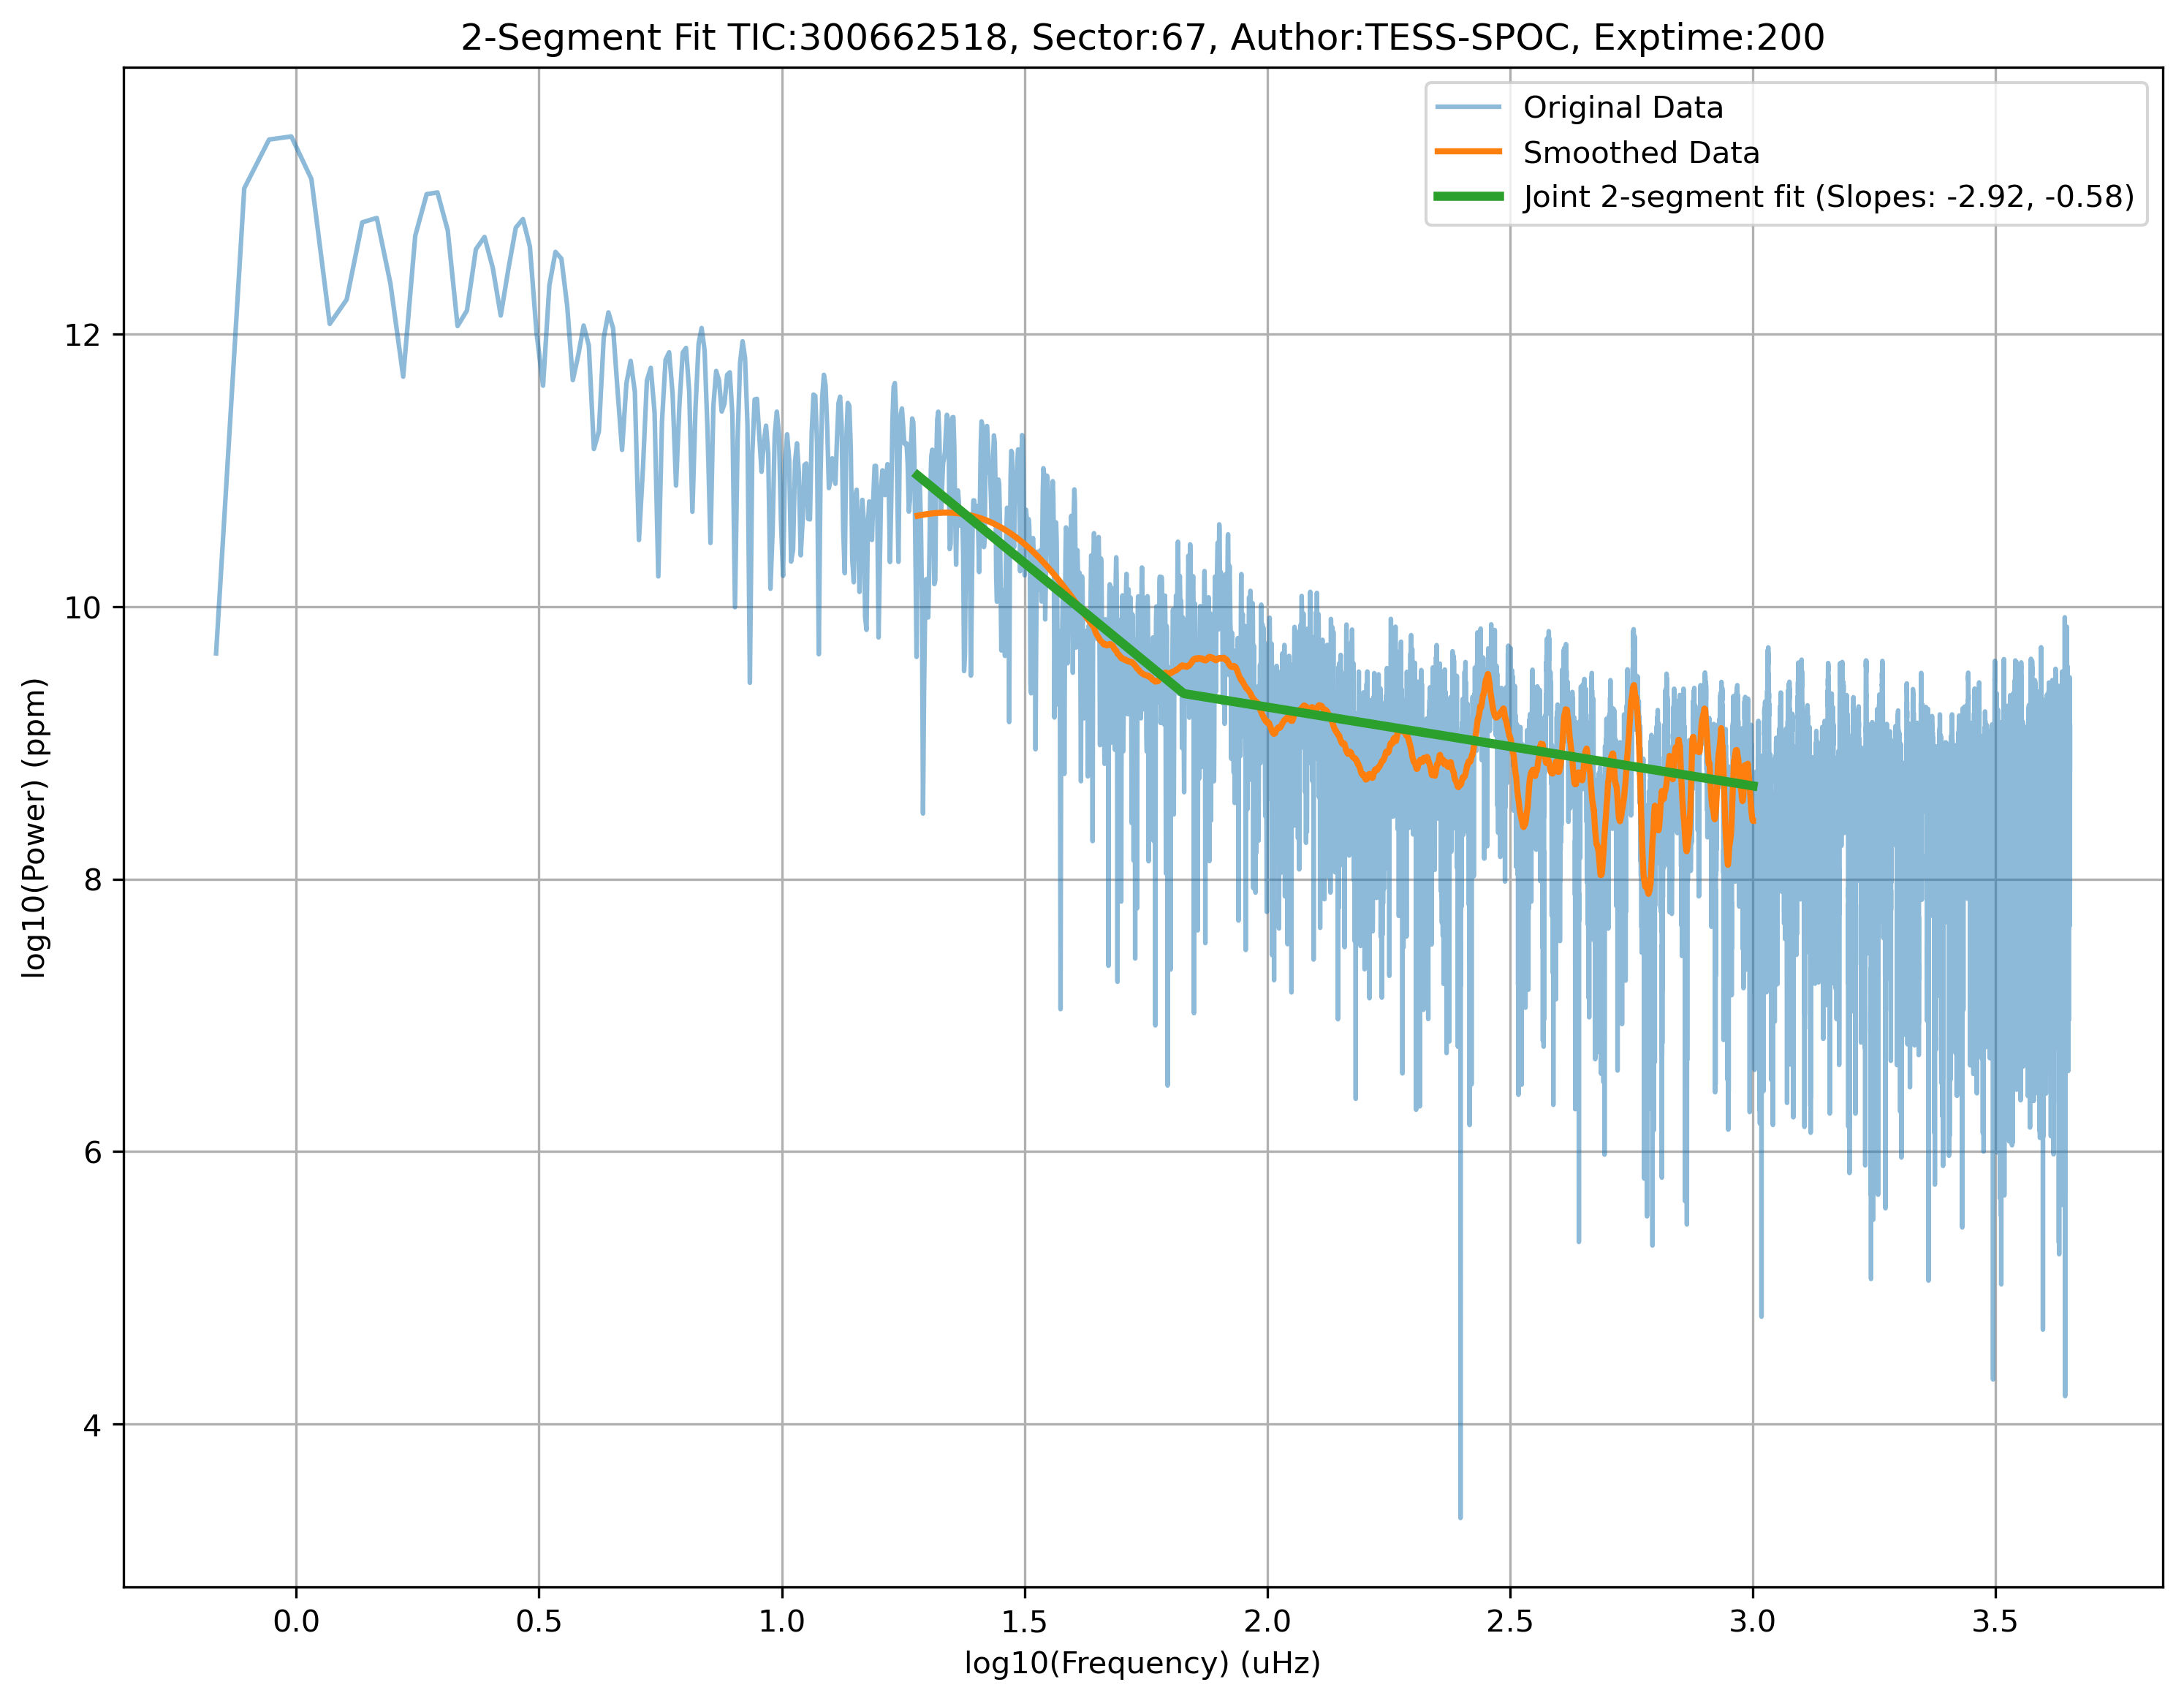 2-Segment Fit TIC:300662518, Sector:67, Author:TESS-SPOC, Exptime:200
Original Data
Smoothed Data
Joint 2-segment fit (Slopes: -2.92, -0.58)
log10(Power) (ppm)
12
10
8
6
4
0.0 0.5 1.0 1.5 2.0 2.5 3.0 3.5
log10(Frequency) (uHz)